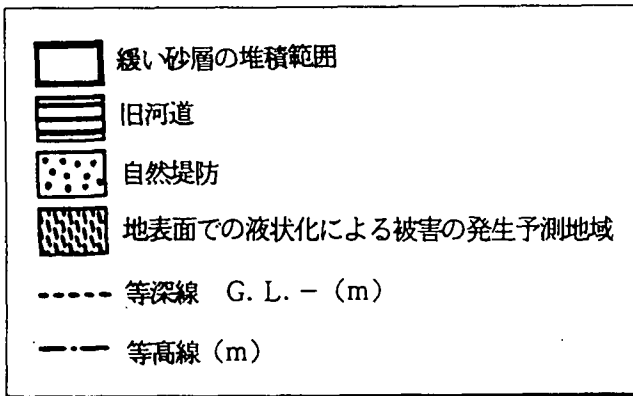 緩い砂層の堆積範囲
旧河道
自然堤防
地表面での液状化による被害の発生予測地域
等深線 G. L. － (m)
等高線 (m)